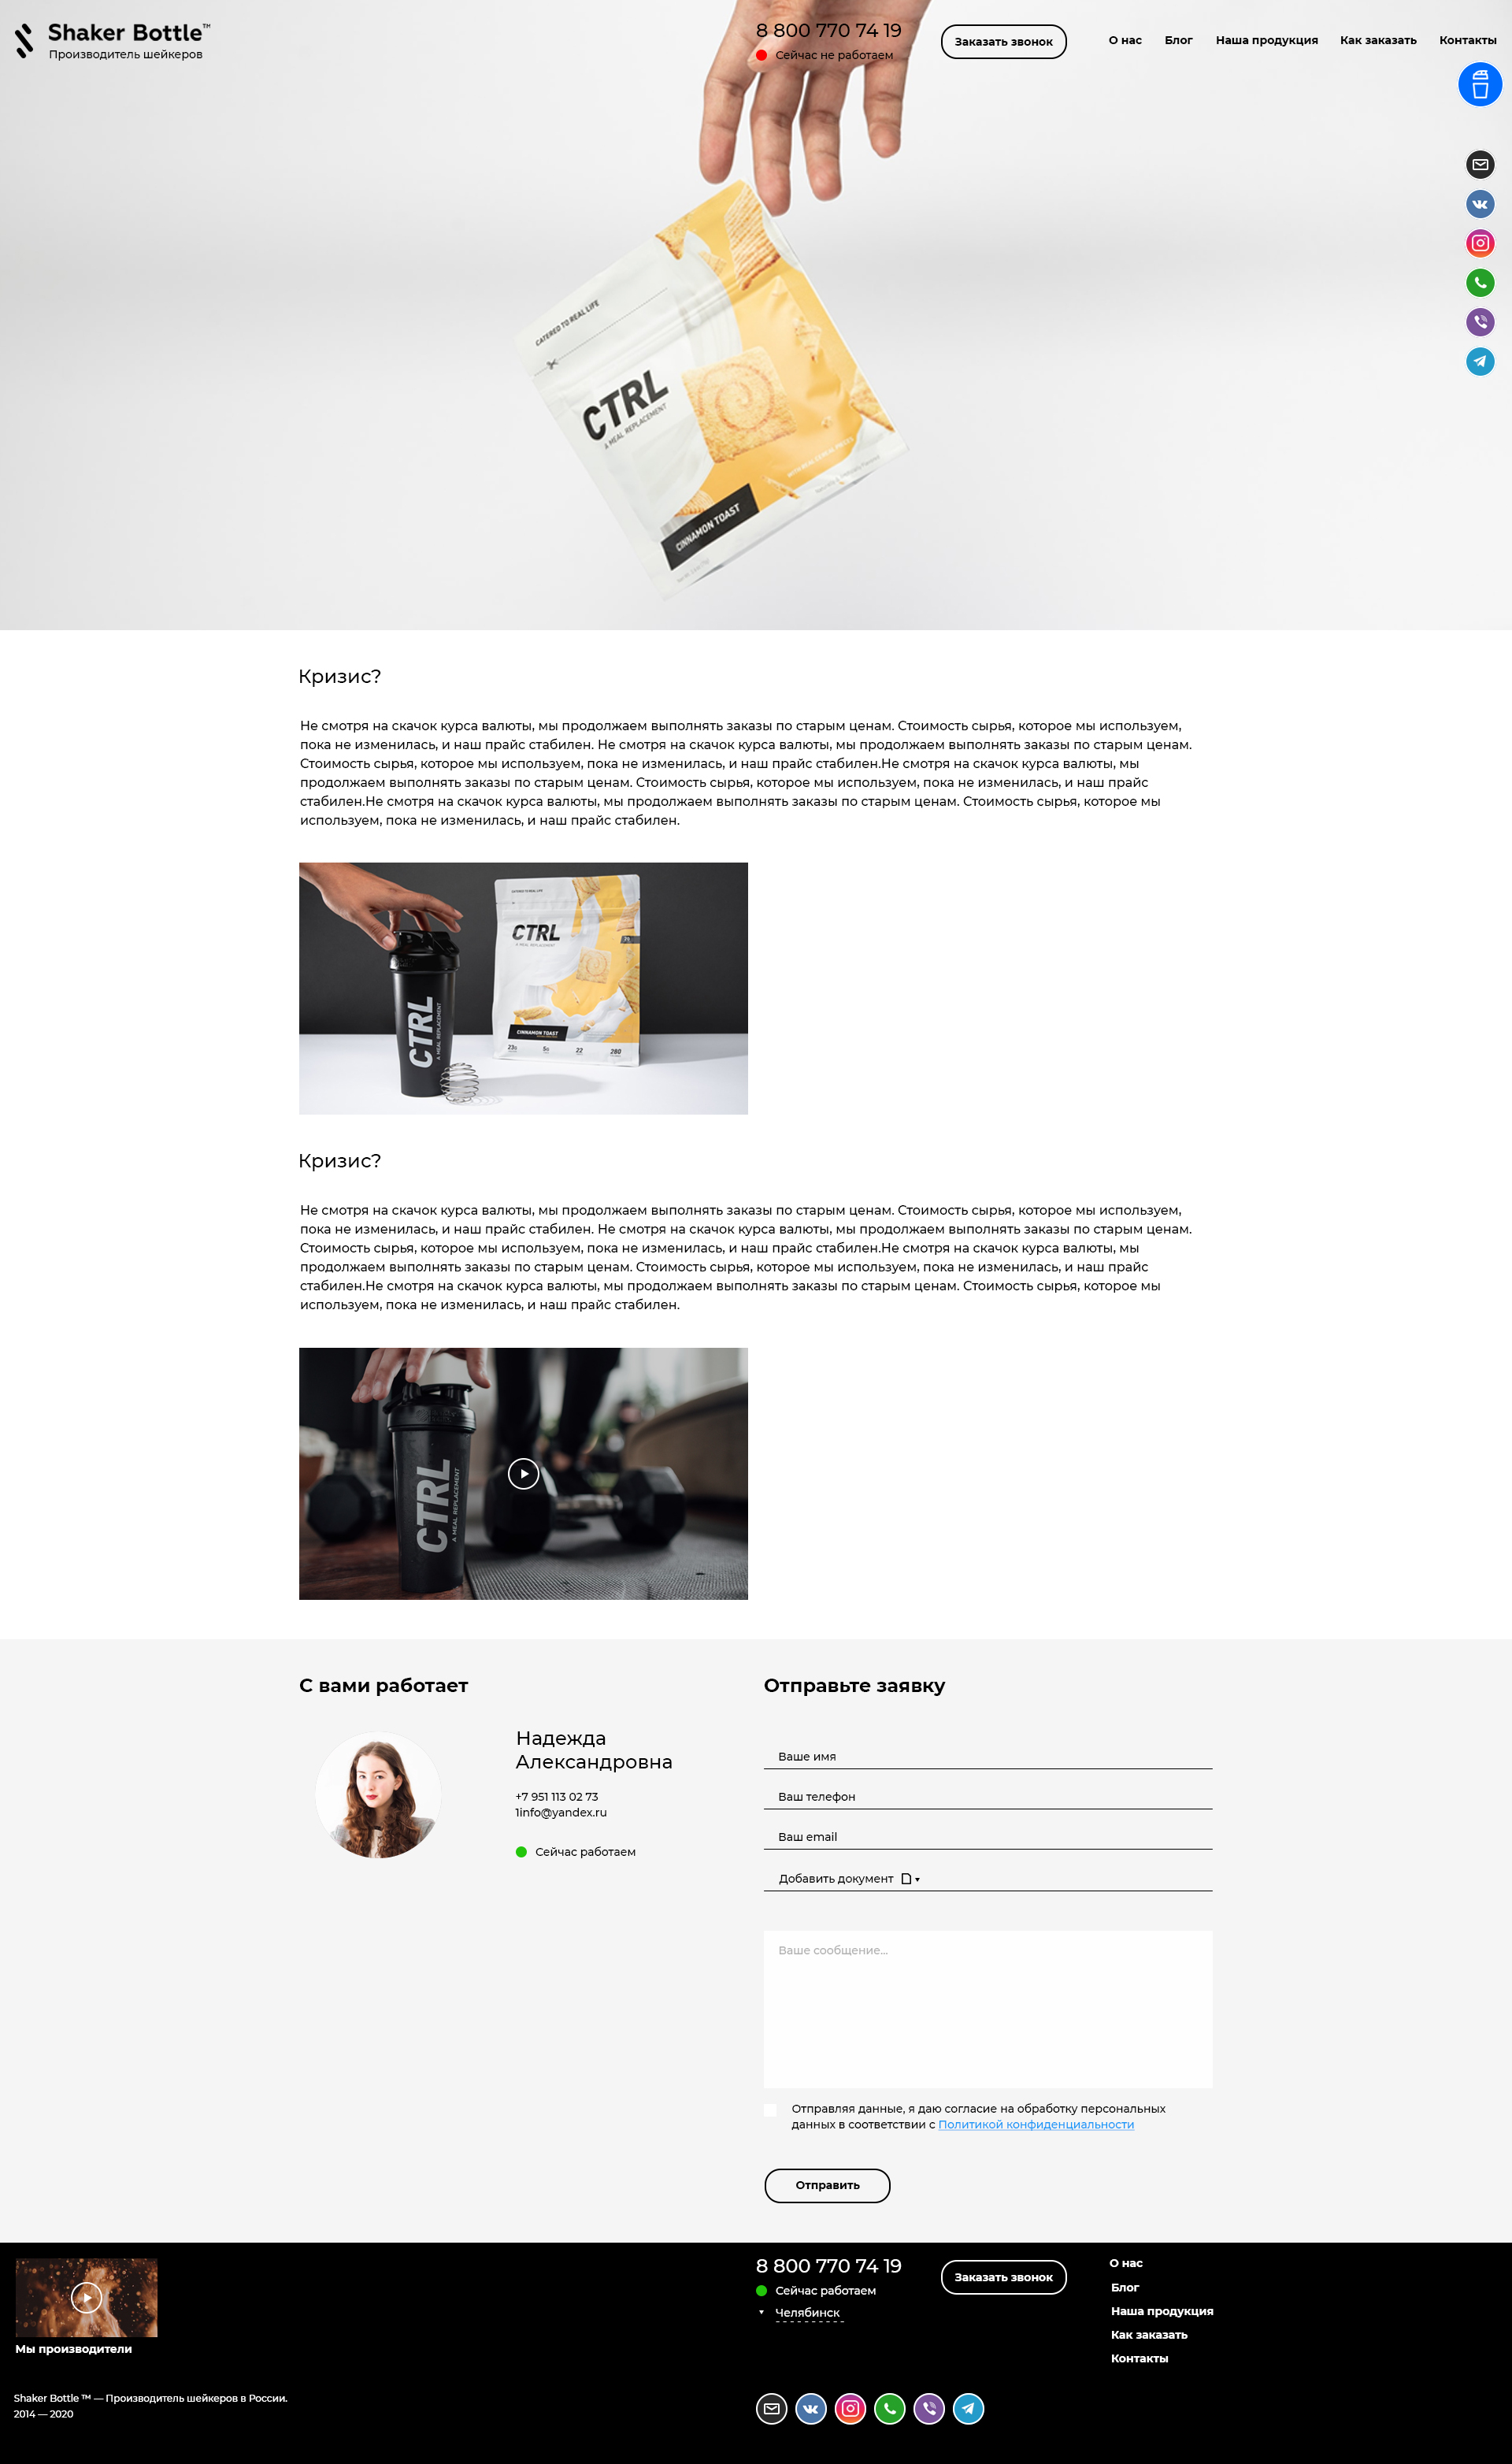 Shaker Bottle™
Производитель шейкеров
8 800 770 74 19
Сейчас не работаем
Заказать звонок
О нас
Блог
Наша продукция
Как заказать
Контакты
CATERED TO REAL LIFE
CTRL
A MEAL REPLACEMENT
WITH REAL CEREAL PIECES
CINNAMON TOAST
Кризис?
Не смотря на скачок курса валюты, мы продолжаем выполнять заказы по старым ценам. Стоимость сырья, которое мы используем,
пока не изменилась, и наш прайс стабилен. Не смотря на скачок курса валюты, мы продолжаем выполнять заказы по старым ценам.
Стоимость сырья, которое мы используем, пока не изменилась, и наш прайс стабилен.Не смотря на скачок курса валюты, мы
продолжаем выполнять заказы по старым ценам. Стоимость сырья, которое мы используем, пока не изменилась, и наш прайс
стабилен.Не смотря на скачок курса валюты, мы продолжаем выполнять заказы по старым ценам. Стоимость сырья, которое мы
используем, пока не изменилась, и наш прайс стабилен.
CATERED TO REAL LIFE
CTRL
A MEAL REPLACEMENT
CINNAMON TOAST
CTRL
A MEAL REPLACEMENT
Кризис?
Не смотря на скачок курса валюты, мы продолжаем выполнять заказы по старым ценам. Стоимость сырья, которое мы используем,
пока не изменилась, и наш прайс стабилен. Не смотря на скачок курса валюты, мы продолжаем выполнять заказы по старым ценам.
Стоимость сырья, которое мы используем, пока не изменилась, и наш прайс стабилен.Не смотря на скачок курса валюты, мы
продолжаем выполнять заказы по старым ценам. Стоимость сырья, которое мы используем, пока не изменилась, и наш прайс
стабилен.Не смотря на скачок курса валюты, мы продолжаем выполнять заказы по старым ценам. Стоимость сырья, которое мы
используем, пока не изменилась, и наш прайс стабилен.
CTRL
A MEAL REPLACEMENT
С вами работает
Надежда
Александровна
+7 951 113 02 73
1info@yandex.ru
Сейчас работаем
Отправьте заявку
Ваше имя
Ваш телефон
Ваш email
Добавить документ
Ваше сообщение...
Отправляя данные, я даю согласие на обработку персональных
данных в соответствии с Политикой конфиденциальности
Отправить
Мы производители
Shaker Bottle ™ — Производитель шейкеров в России.
2014 — 2020
8 800 770 74 19
Сейчас работаем
Челябинск
Заказать звонок
О нас
Блог
Наша продукция
Как заказать
Контакты